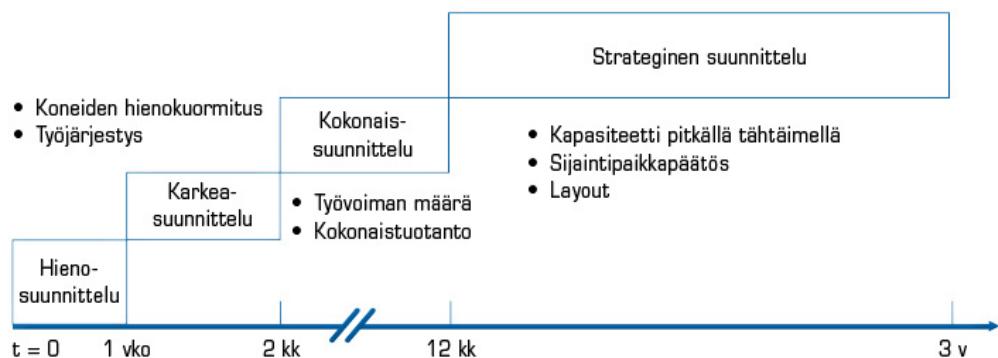 Strateginen suunnittelu
• Koneiden hienokuormitus
• Työjärjestys
Kokonais-
suunnittelu
• Kapasiteetti pitkällä tähtäimellä
• Sijaintipaikkapäätös
• Layout
Karkea-
suunnittelu
• Työvoiman määrä
• Kokonaistuotanto
Hieno-
suunnittelu
t = 0 1 vko 2 kk 12 kk 3 v